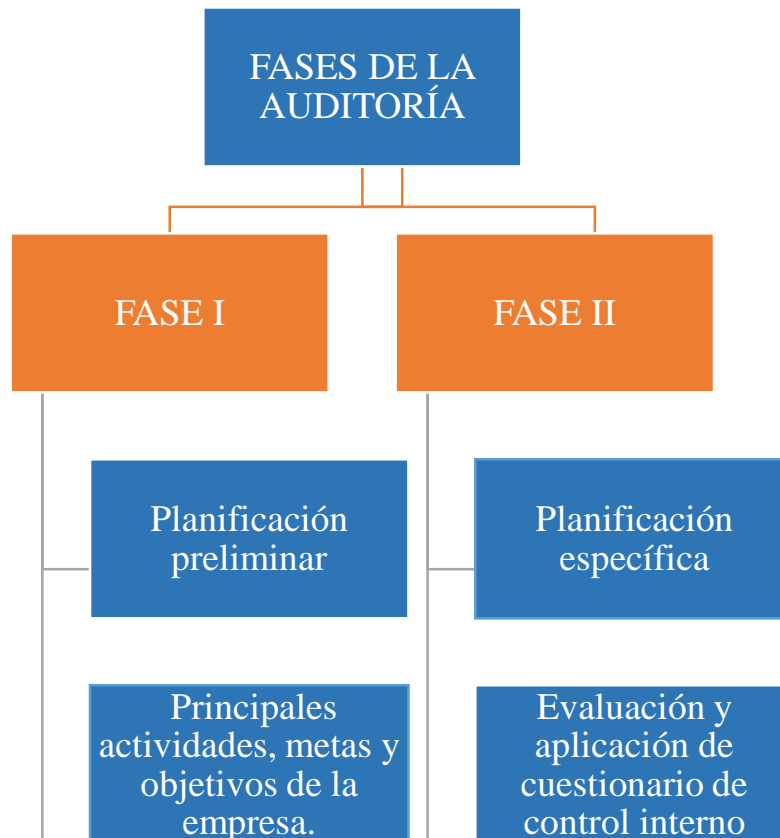 FASES DE LA
AUDITORÍA
FASE I
FASE II
Planificación
preliminar
Planificación
específica
Principales
actividades, metas y
objetivos de la
empresa.
Evaluación y
aplicación de
cuestionario de
control interno